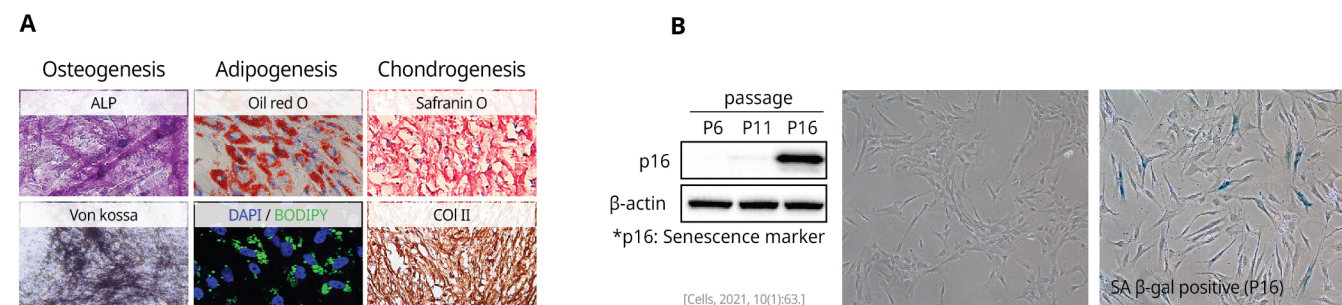 A
Osteogenesis Adipogenesis Chondrogenesis
ALP Oil red O Safranin O
Von kossa DAPI / BODIPY COl II
B
passage
P6 P11 P16
p16
β-actin
*p16: Senescence marker
[Cells, 2021, 10(1):63.]
SA β-gal positive (P16)